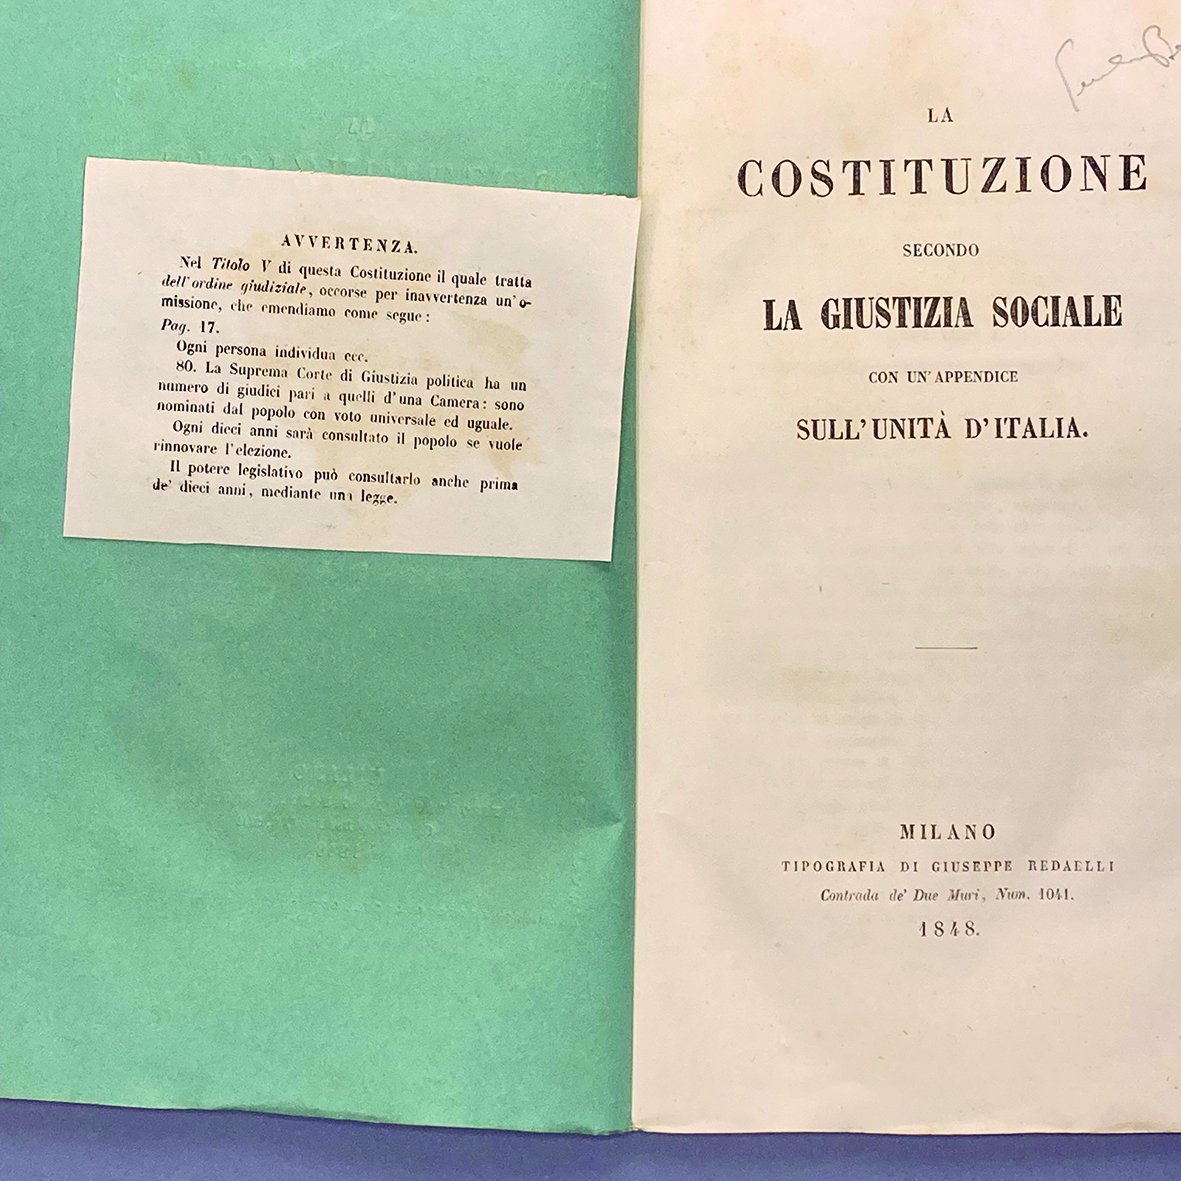 AVVERTENZA.
Nel Titolo V di questa Costituzione il quale tratta
dell'ordine giudiziale, occorse per inavvertenza un'o-
missione, che emendiamo come segue :
Pag. 17.
Ogni persona individua ecc.
80. La Suprema Corte di Giustizia politica ha un
numero di giudici pari a quelli d'una Camera : sono
nominati dal popolo con voto universale ed uguale.
Ogni dieci anni sarà consultato il popolo se vuole
rinnovare l'elezione.
Il potere legislativo può consultarlo anche prima
de' dieci anni, mediante una legge.
LA
COSTITUZIONE
SECONDO
LA GIUSTIZIA SOCIALE
CON UN' APPENDICE
SULL' UNITÀ D' ITALIA.
MILANO
TIPOGRAFIA DI GIUSEPPE REDAELLI
Contrada de' Due Muri, Num. 1041.
1848.